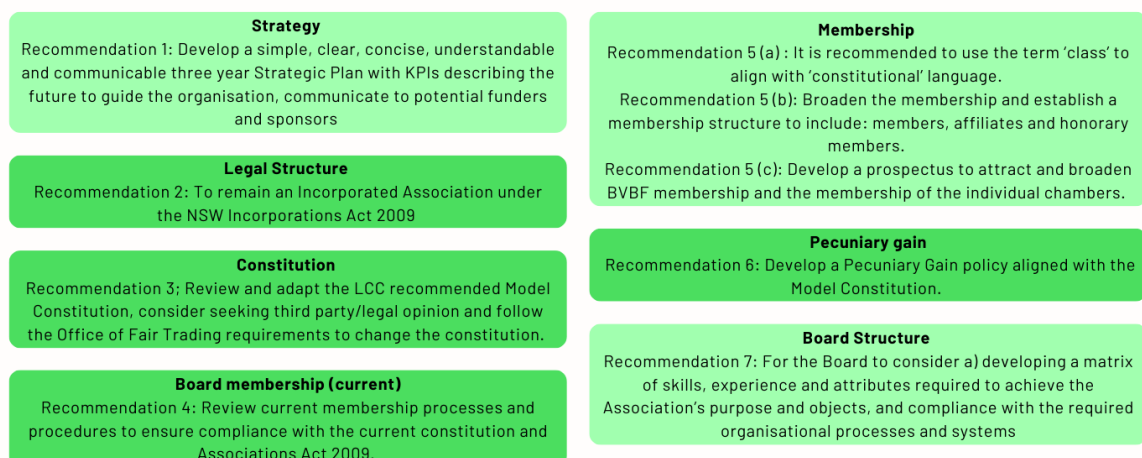 Strategy
Recommendation 1: Develop a simple, clear, concise, understandable
and communicable three year Strategic Plan with KPIs describing the
future to guide the organisation, communicate to potential funders
and sponsors
Legal Structure
Recommendation 2: To remain an Incorporated Association under
the NSW Incorporations Act 2009
Constitution
Recommendation 3; Review and adapt the LCC recommended Model
Constitution, consider seeking third party/legal opinion and follow
the Office of Fair Trading requirements to change the constitution.
Board membership (current)
Recommendation 4: Review current membership processes and
procedures to ensure compliance with the current constitution and
Associations Act 2009.
Membership
Recommendation 5 (a) : It is recommended to use the term ‘class’ to
align with ‘constitutional’ language.
Recommendation 5 (b): Broaden the membership and establish a
membership structure to include: members, affiliates and honorary
members.
Recommendation 5 (c): Develop a prospectus to attract and broaden
BVBF membership and the membership of the individual chambers.
Pecuniary gain
Recommendation 6: Develop a Pecuniary Gain policy aligned with the
Model Constitution.
Board Structure
Recommendation 7: For the Board to consider a) developing a matrix
of skills, experience and attributes required to achieve the
Association’s purpose and objects, and compliance with the required
organisational processes and systems